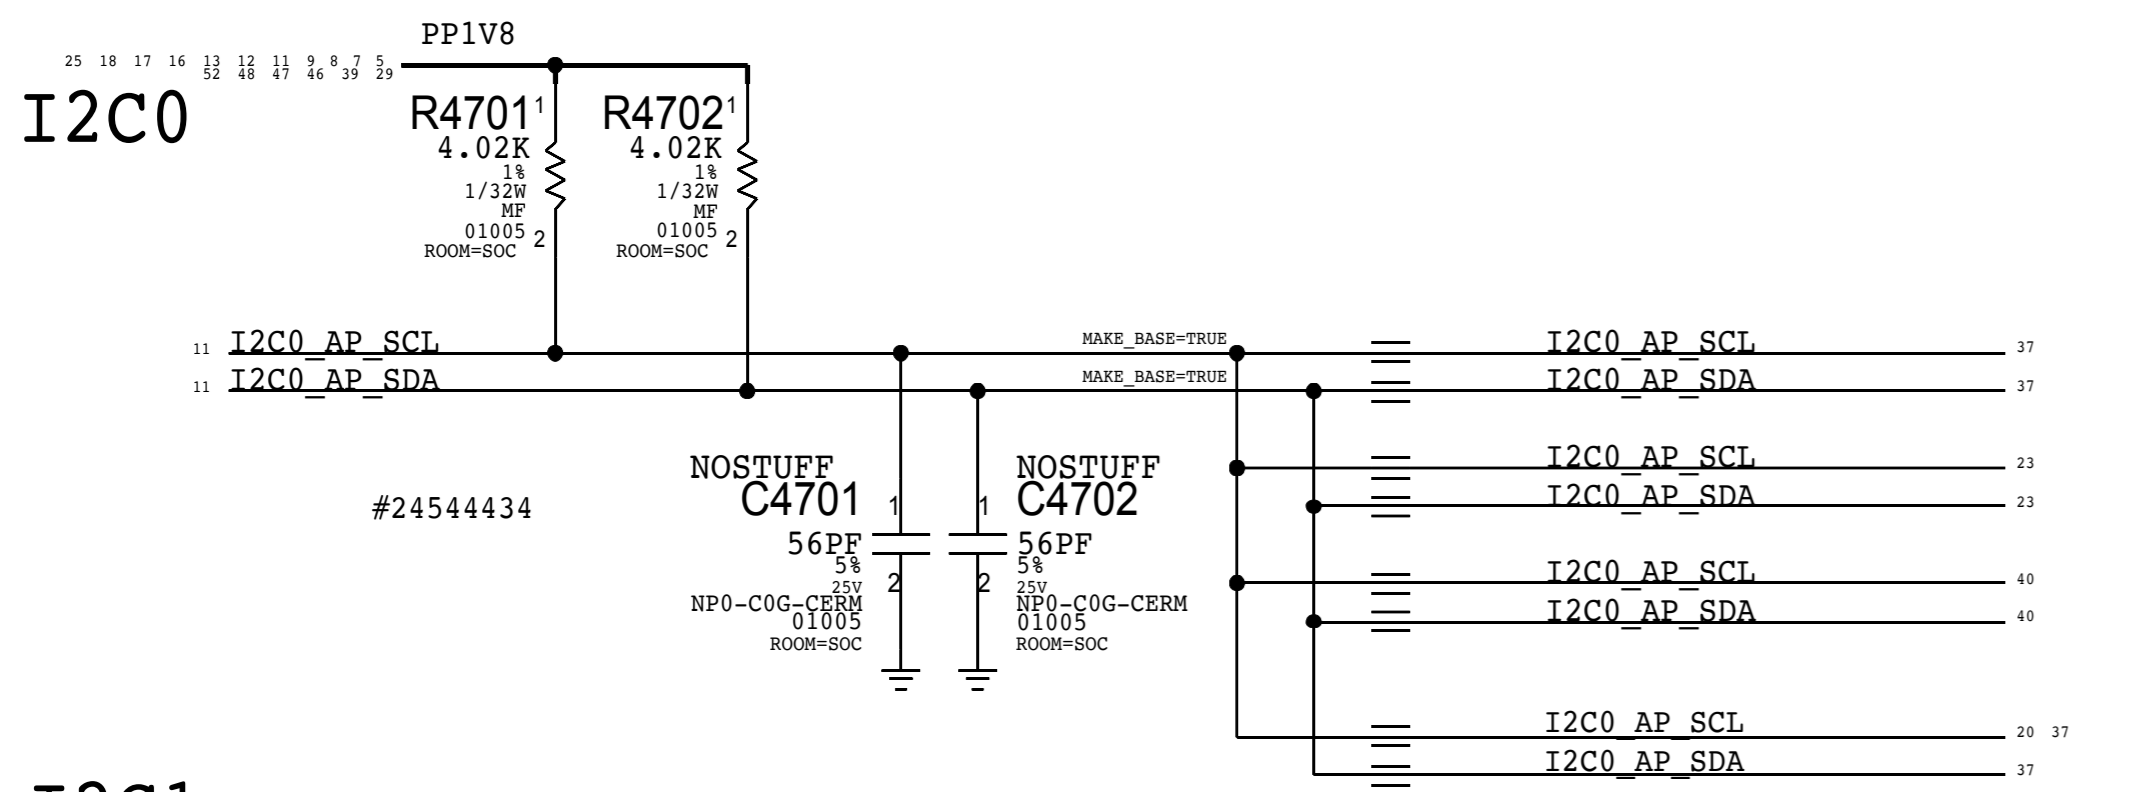 PP1V8
25 18 17 16 13 12 11 9 8 7 5
52 48 47 46 39 29
I2C0
R4701 1
4.02K
1%
1/32W
MF
01005 2
ROOM=SOC
R4702 1
4.02K
1%
1/32W
MF
01005 2
ROOM=SOC
11 I2C0_AP_SCL
11 I2C0_AP_SDA
MAKE_BASE=TRUE
MAKE_BASE=TRUE
I2C0_AP_SCL 37
I2C0_AP_SDA 37
#24544434
NOSTUFF
C4701 1
56PF
5%
25V 2
NP0-C0G-CERM
01005
ROOM=SOC
NOSTUFF
1 C4702
56PF
5%
2 25V
NP0-C0G-CERM
01005
ROOM=SOC
I2C0_AP_SCL 23
I2C0_AP_SDA 23
I2C0_AP_SCL 40
I2C0_AP_SDA 40
I2C0_AP_SCL 20 37
I2C0_AP_SDA 37
I2C1